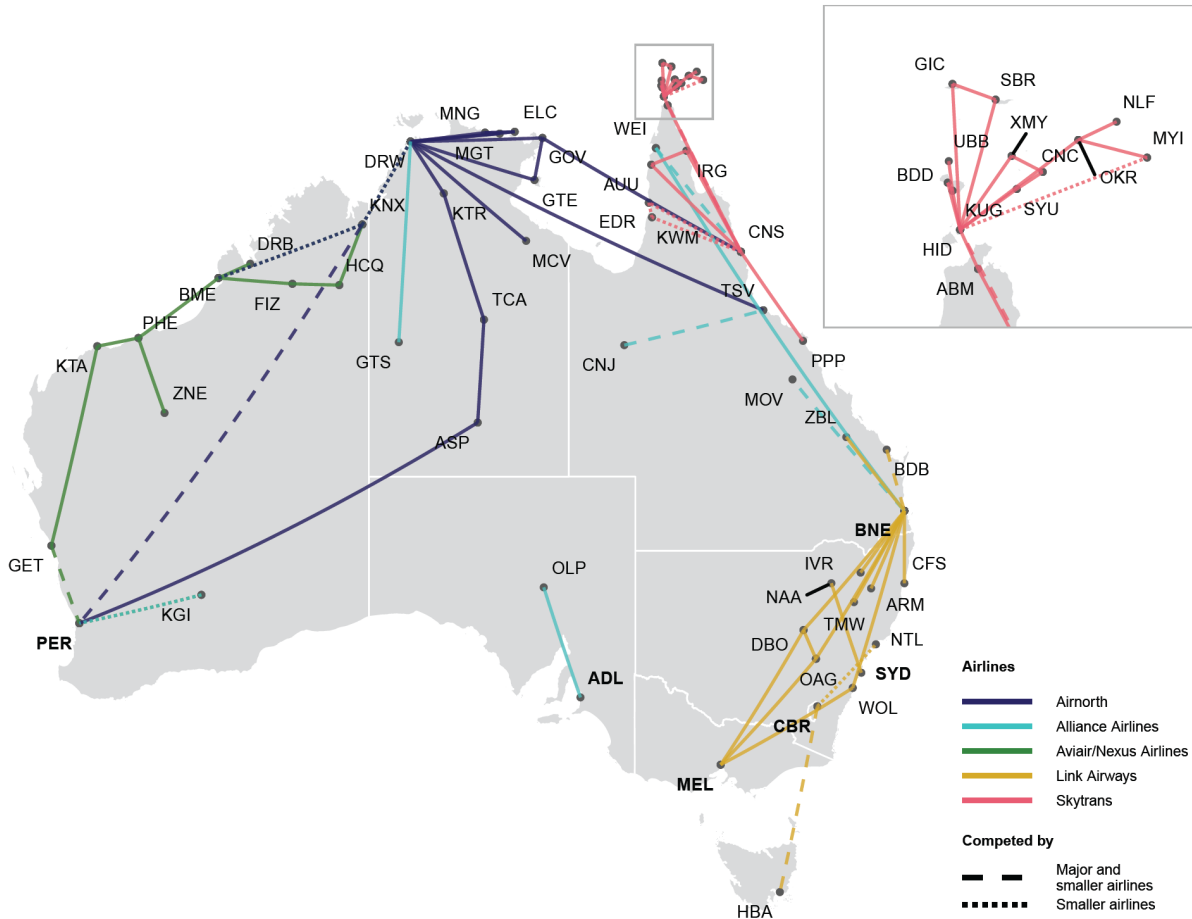 GIC
SBR
NLF
XMY
MYI
UBB
CNC
BDD
OKR
KUG
SYU
HID
ABM
MNG
ELC
WEI
DRW
MGT
GOV
IRG
AUU
GTE
KNX
KTR
EDR
KWM
CNS
DRB
MCV
HCQ
BME
FIZ
TCA
TSV
PHE
KTA
GTS
CNJ
PPP
ZNE
MOV
ZBL
ASP
BDB
BNE
GET
OLP
IVR
CFS
NAA
KGI
ARM
TMW
PER
DBO
NTL
ADL
OAG
SYD
WOL
CBR
MEL
HBA
Airlines
Airnorth
Alliance Airlines
Aviair/Nexus Airlines
Link Airways
Skytrans
Competed by
Major and
smaller airlines
Smaller airlines